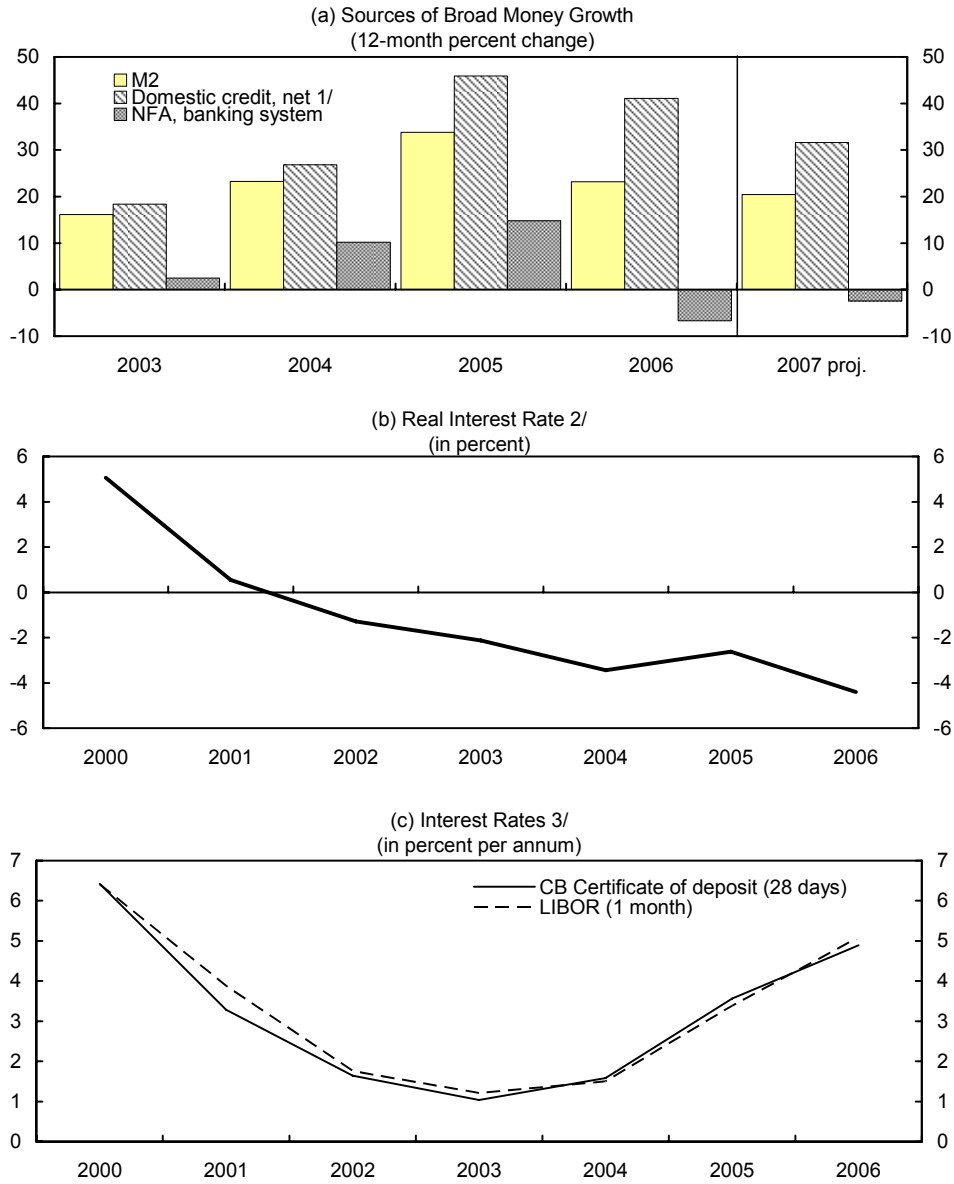 (a) Sources of Broad Money Growth
(12-month percent change)
50 50
M2
40 Domestic credit, net 1/ 40
NFA, banking system
30 30
20 20
10 10
0 0
-10 -10
2003 2004 2005 2006 2007 proj.
(b) Real Interest Rate 2/
(in percent)
6 6
4 4
2 2
0 0
-2 -2
-4 -4
-6 -6
2000 2001 2002 2003 2004 2005 2006
(c) Interest Rates 3/
(in percent per annum)
7 7
CB Certificate of deposit (28 days)
6 LIBOR (1 month) 6
5 5
4 4
3 3
2 2
1 1
0 0
2000 2001 2002 2003 2004 2005 2006